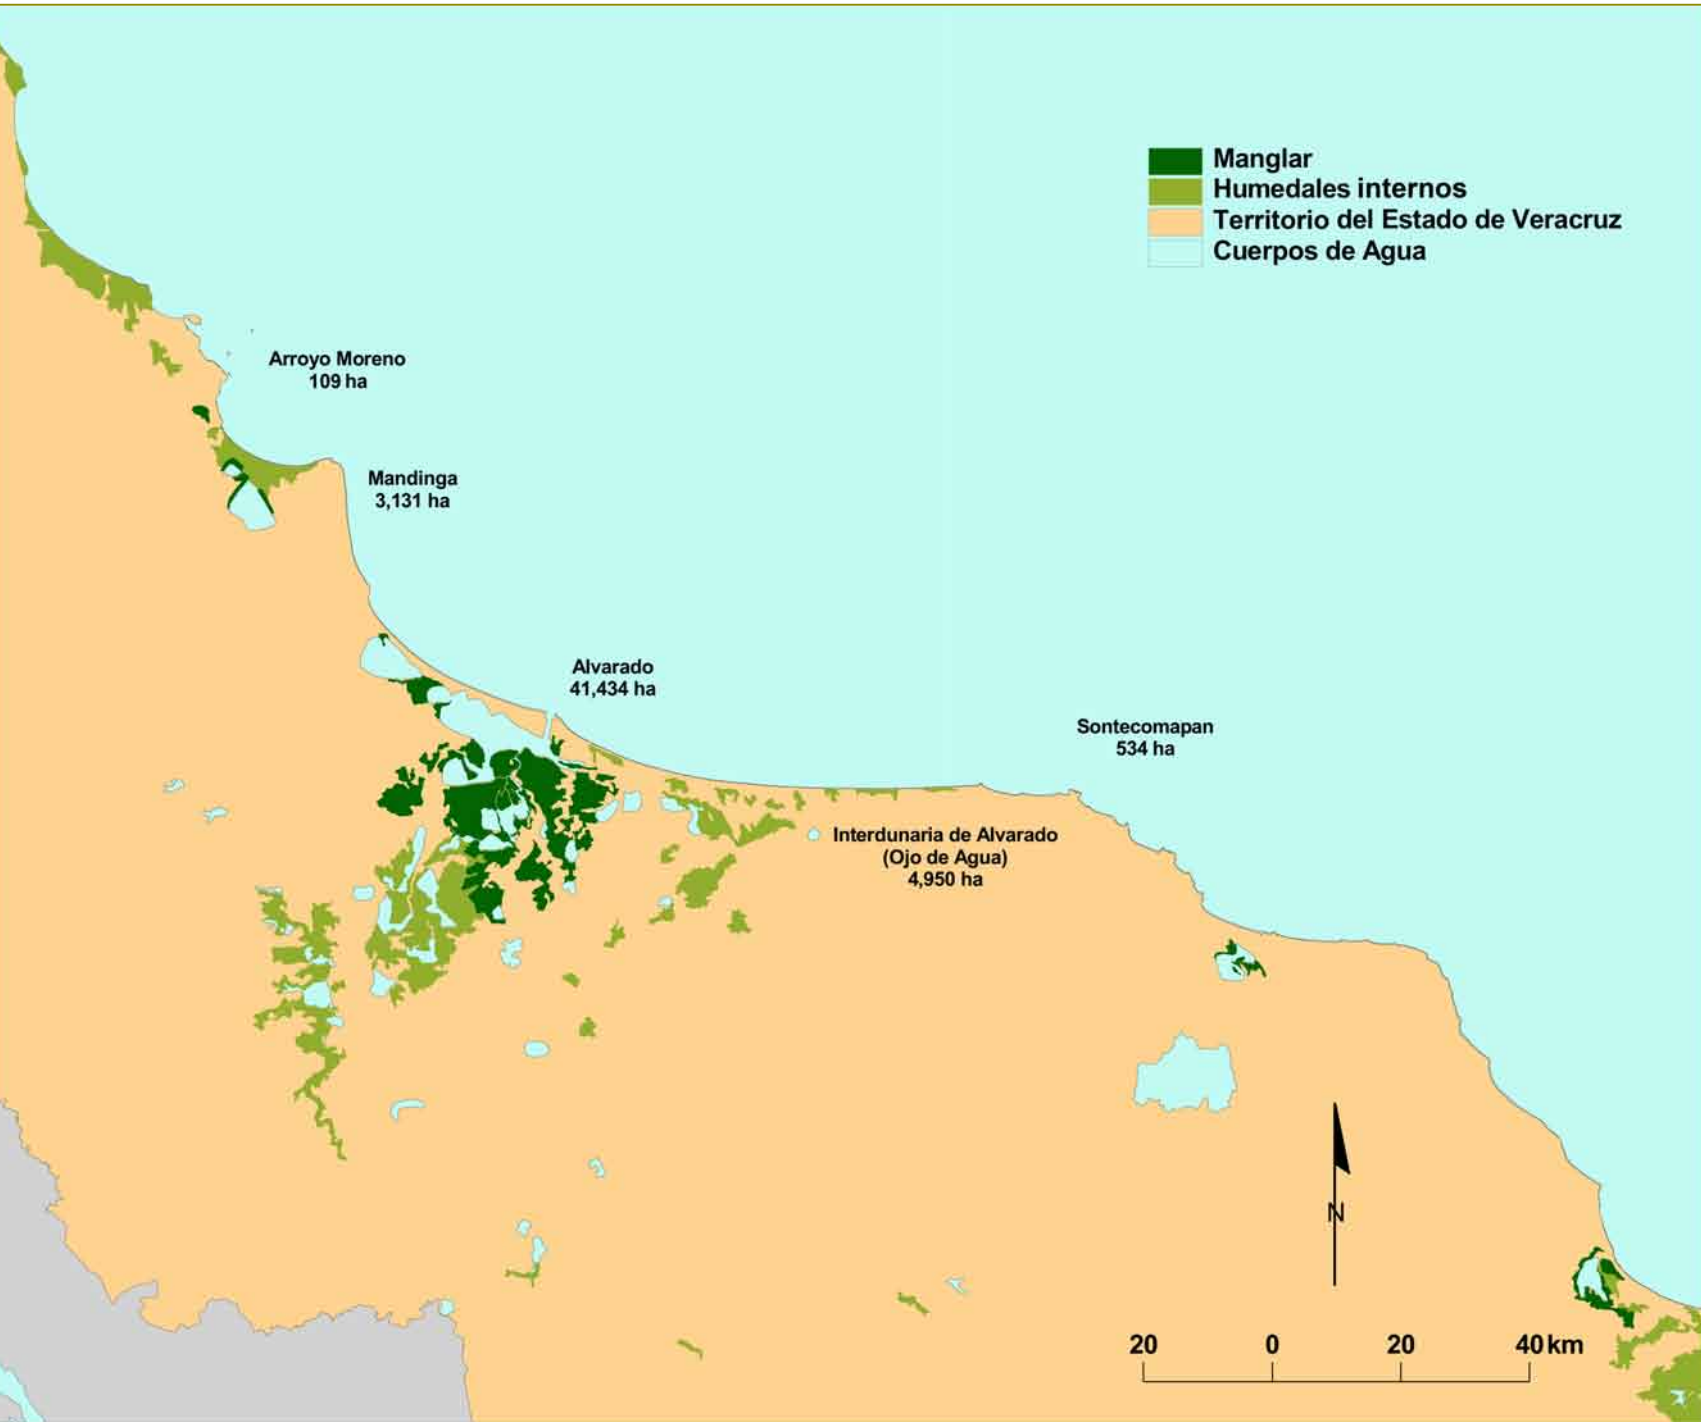 Manglar
Humedales internos
Territorio del Estado de Veracruz
Cuerpos de Agua
Arroyo Moreno
109 ha
Mandinga
3,131 ha
Alvarado
41,434 ha
Sontecomapan
534 ha
Interdunaria de Alvarado
(Ojo de Agua)
4,950 ha
N
20 0 20 40 km